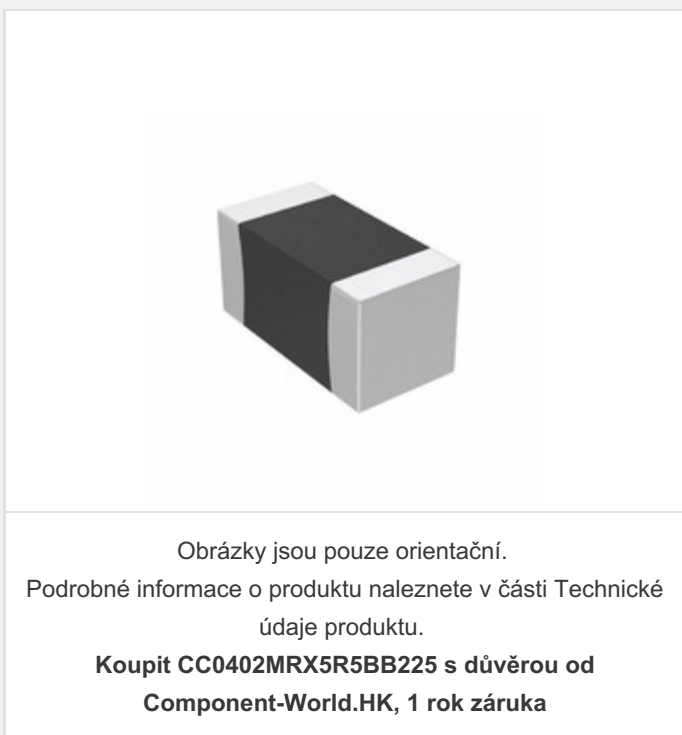 Obrázky jsou pouze orientační.
Podrobné informace o produktu naleznete v části Technické
údaje produktu.
Koupit CC0402MRX5R5BB225 s důvěrou od
Component-World.HK, 1 rok záruka